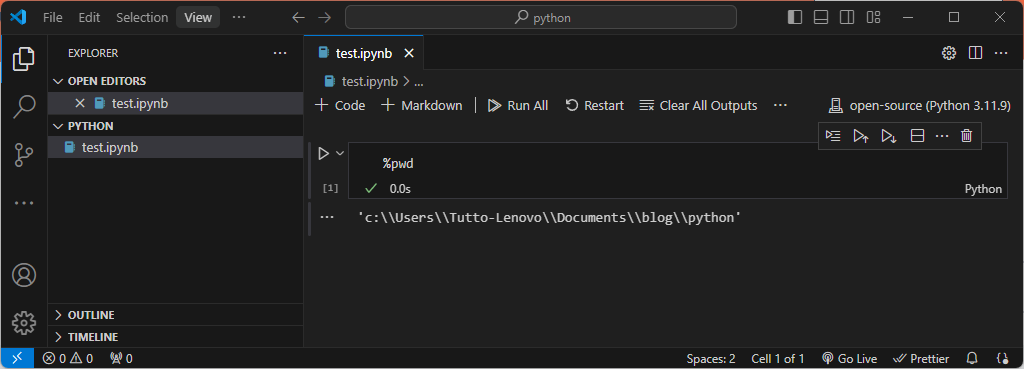 File Edit Selection View ... python
EXPLORER ...
OPEN EDITORS
test.ipynb
PYTHON
test.ipynb
OUTLINE
TIMELINE
test.ipynb
test.ipynb > ...
+ Code + Markdown | Run All Restart Clear All Outputs ... open-source (Python 3.11.9)
%pwd
[1] ✓ 0.0s Python
... 'c:\\Users\\Tutto-Lenovo\\Documents\\blog\\python'
0 0 0 Spaces: 2 Cell 1 of 1 Go Live Prettier